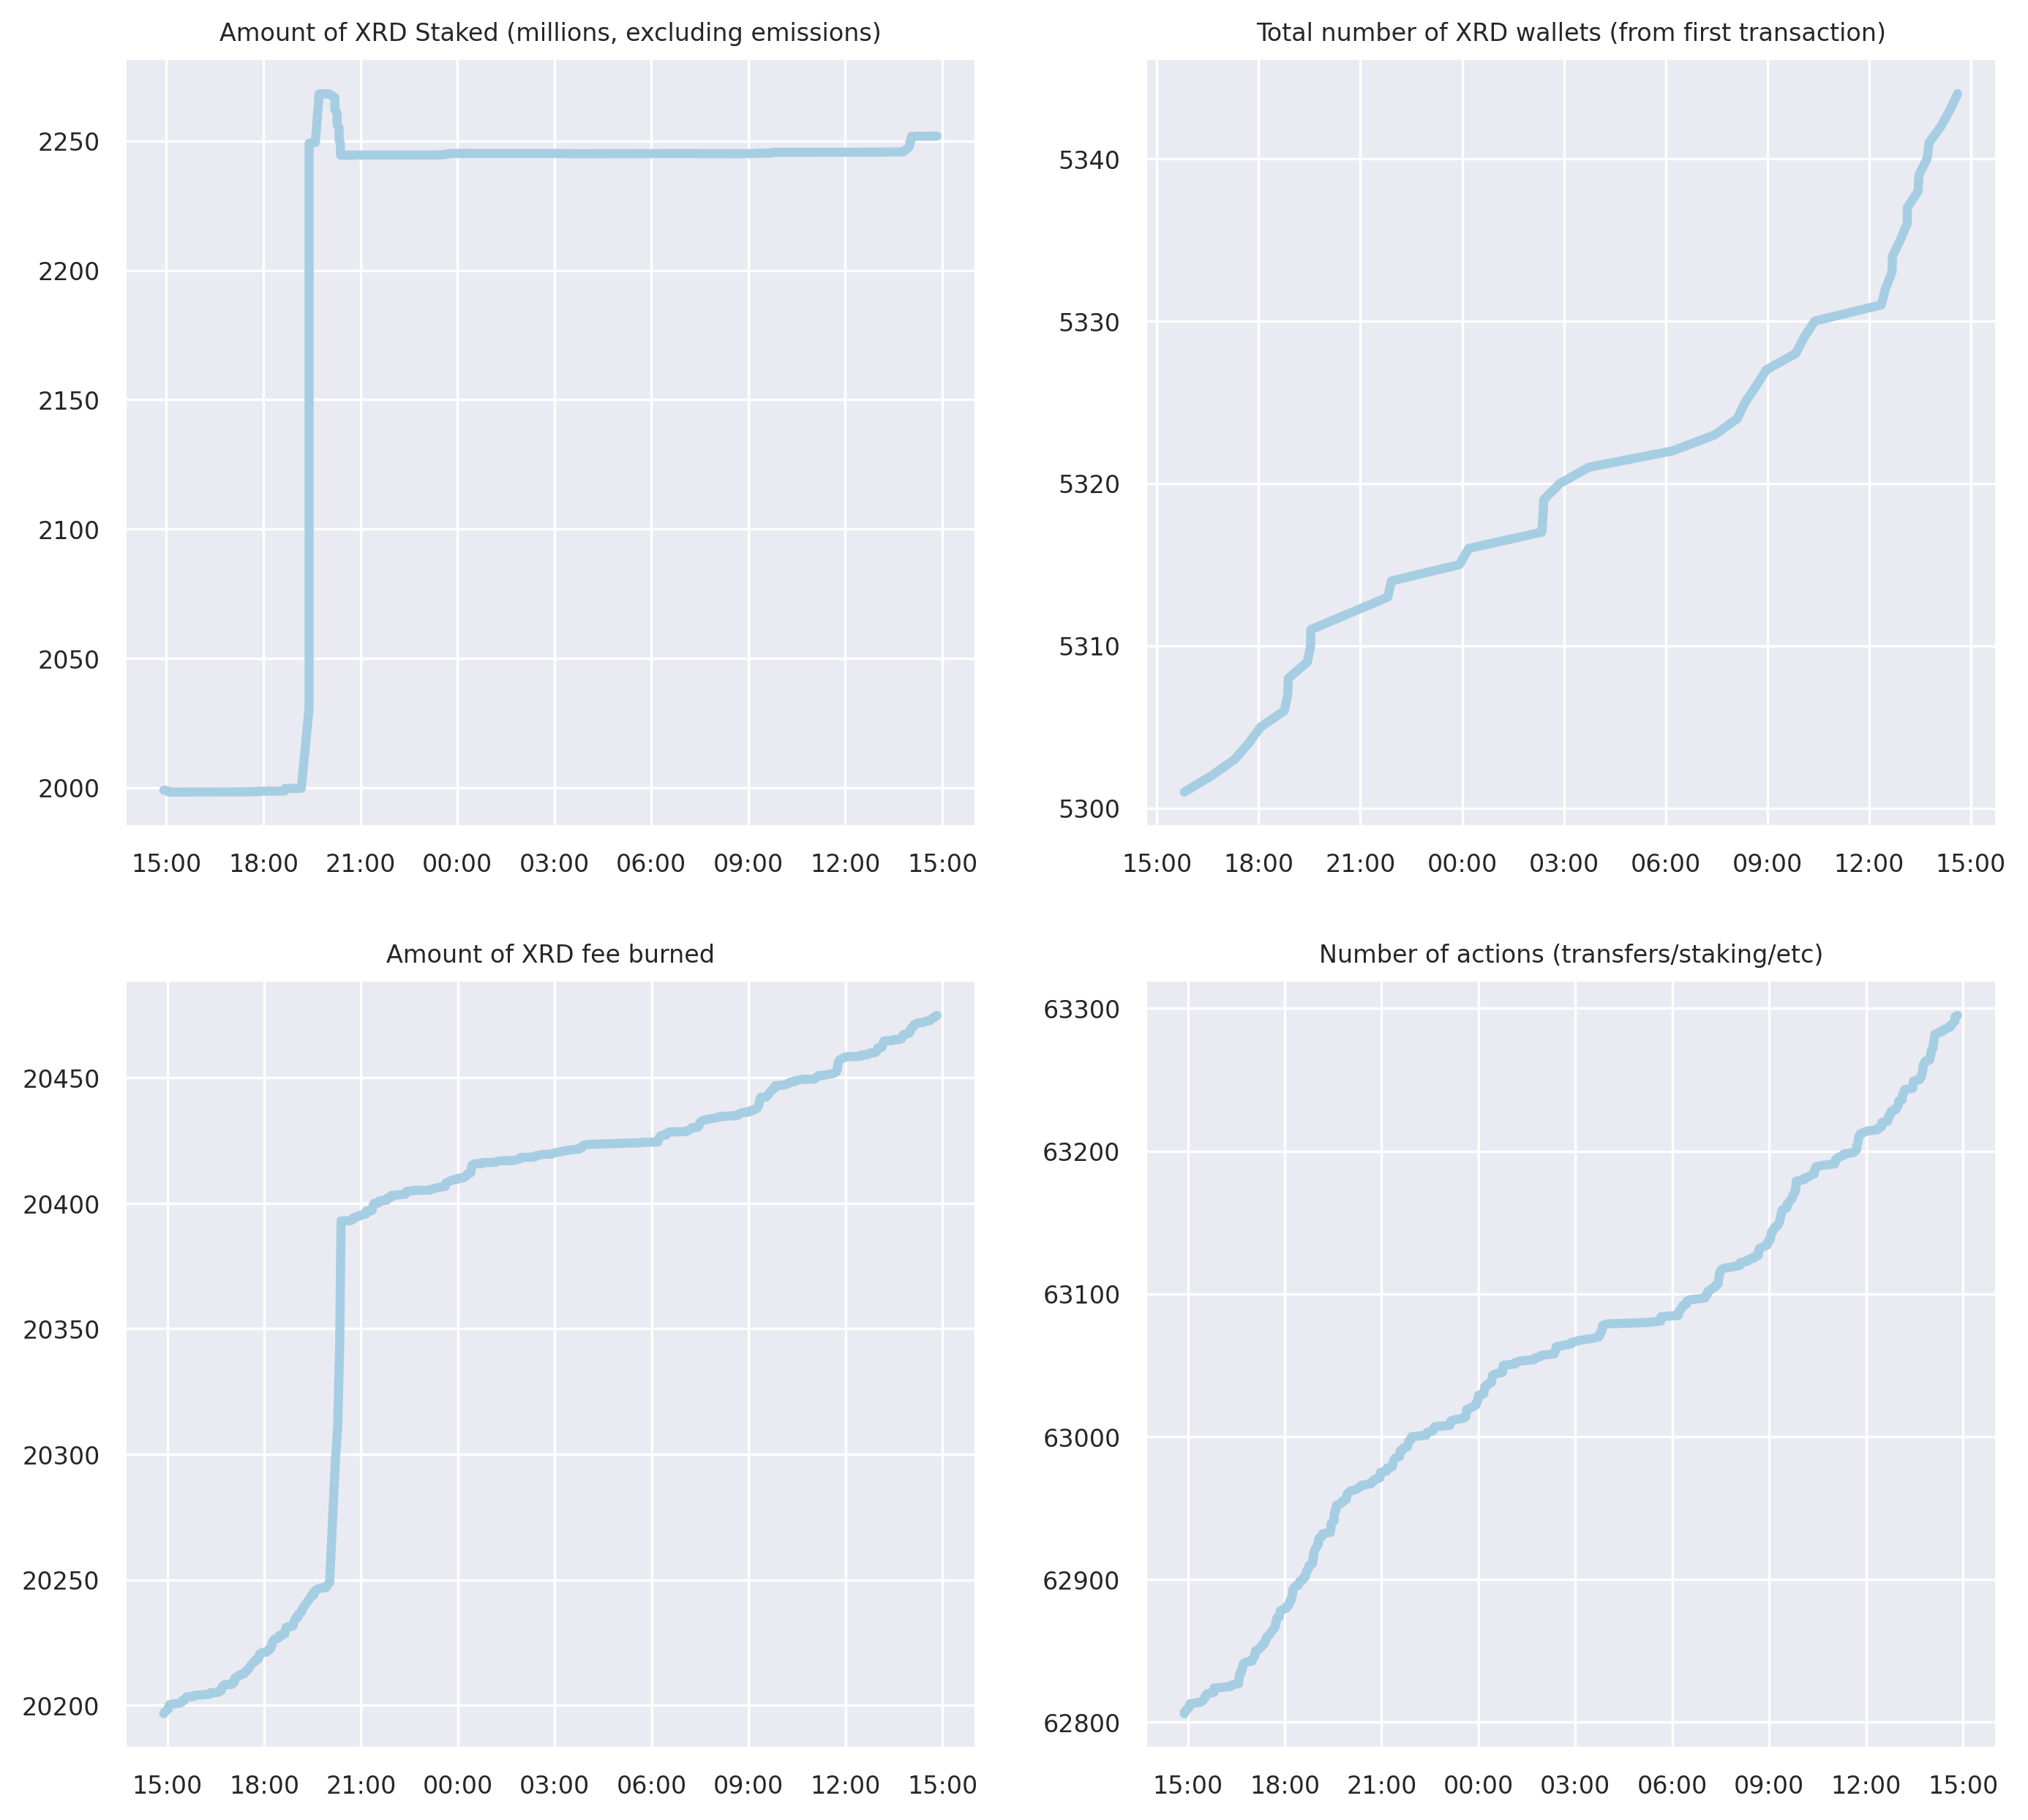 Amount of XRD Staked (millions, excluding emissions)
2250
2200
2150
2100
2050
2000
15:00 18:00 21:00 00:00 03:00 06:00 09:00 12:00 15:00
Total number of XRD wallets (from first transaction)
5340
5330
5320
5310
5300
15:00 18:00 21:00 00:00 03:00 06:00 09:00 12:00 15:00
Amount of XRD fee burned
20450
20400
20350
20300
20250
20200
15:00 18:00 21:00 00:00 03:00 06:00 09:00 12:00 15:00
Number of actions (transfers/staking/etc)
63300
63200
63100
63000
62900
62800
15:00 18:00 21:00 00:00 03:00 06:00 09:00 12:00 15:00